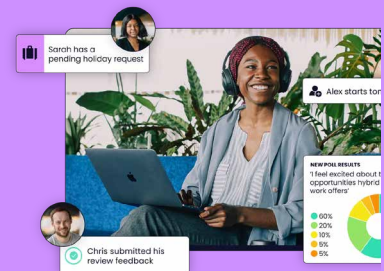 Sarah has a
pending holiday request
Alex starts
NEW POLL RESULTS
'I feel excited about
opportunities hybrid
work offers'
60%
20%
10%
5%
5%
Chris submitted his
review feedback